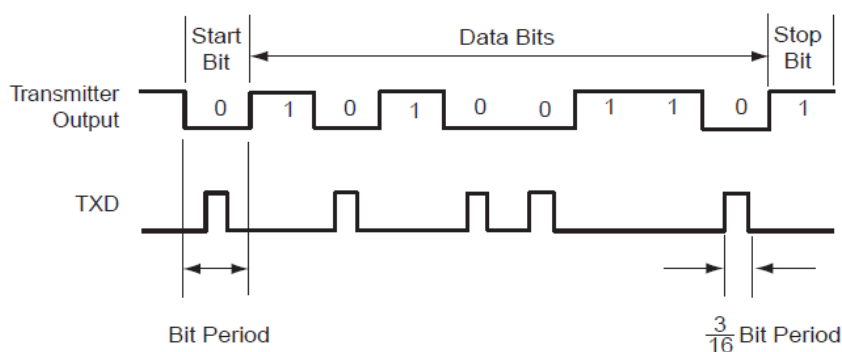 Start
Bit
Data Bits
Stop
Bit
Transmitter
Output
0 1 0 1 0 0 1 1 0 1
TXD
Bit Period
3/16 Bit Period